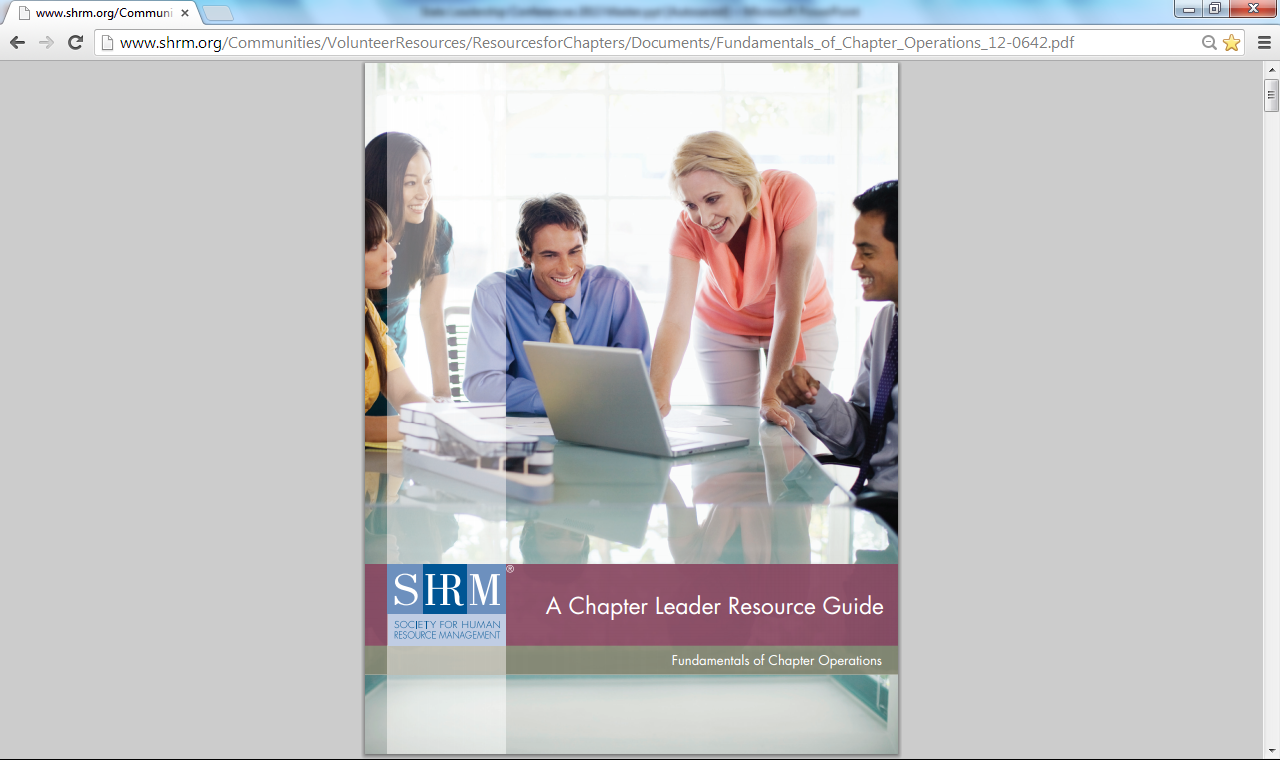 www.shrm.org/Communi
www.shrm.org/Communities/VolunteerResources/ResourcesforChapters/Documents/Fundamentals_of_Chapter_Operations_12-0642.pdf
SHRM®
SOCIETY FOR HUMAN
RESOURCE MANAGEMENT
A Chapter Leader Resource Guide
Fundamentals of Chapter Operations